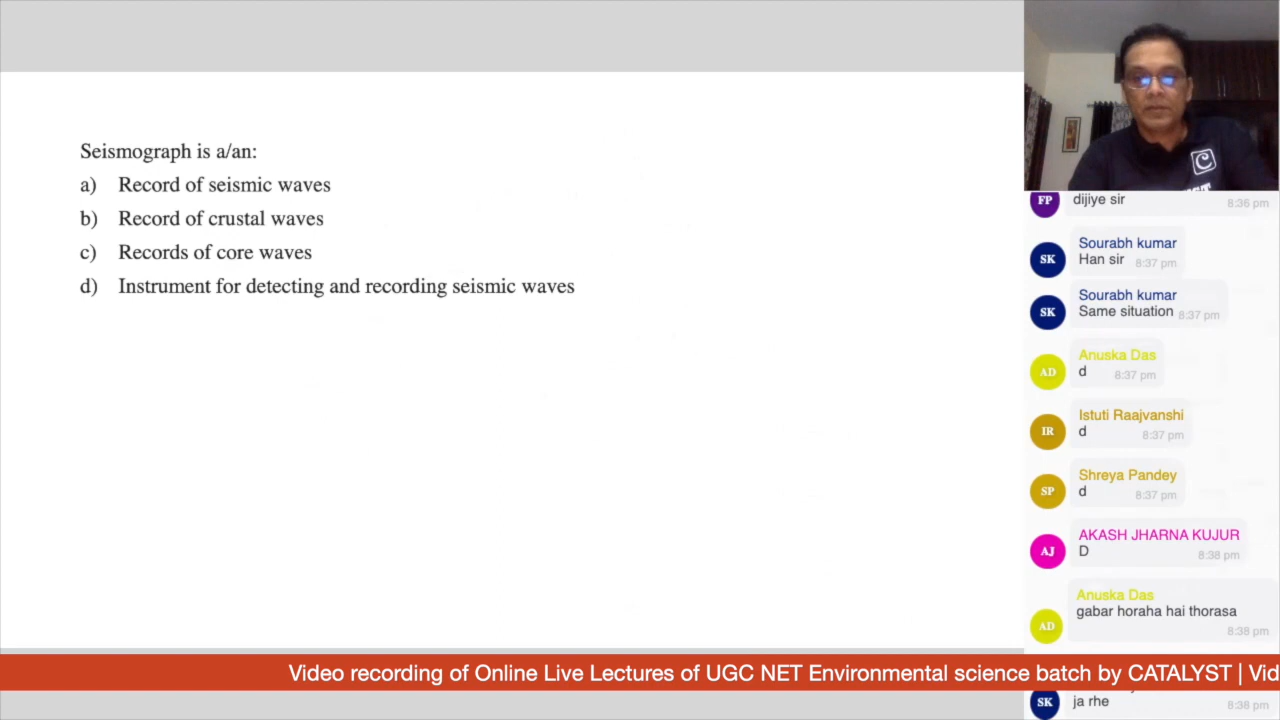 Seismograph is a/an:
a) Record of seismic waves
b) Record of crustal waves
c) Records of core waves
d) Instrument for detecting and recording seismic waves
C
FP
dijiye sir
8:36 pm
SK
Sourabh kumar
Han sir 8:37 pm
SK
Sourabh kumar
Same situation 8:37 pm
AD
Anuska Das
d
8:37 pm
IR
Istuti Raajvanshi
d
8:37 pm
SP
Shreya Pandey
d
8:37 pm
AJ
AKASH JHARNA KUJUR
D
8:38 pm
AD
Anuska Das
gabar horaha hai thorasa
8:38 pm
Video recording of Online Live Lectures of UGC NET Environmental science batch by CATALYST | Vid
SK
ja rhe
8:38 pm